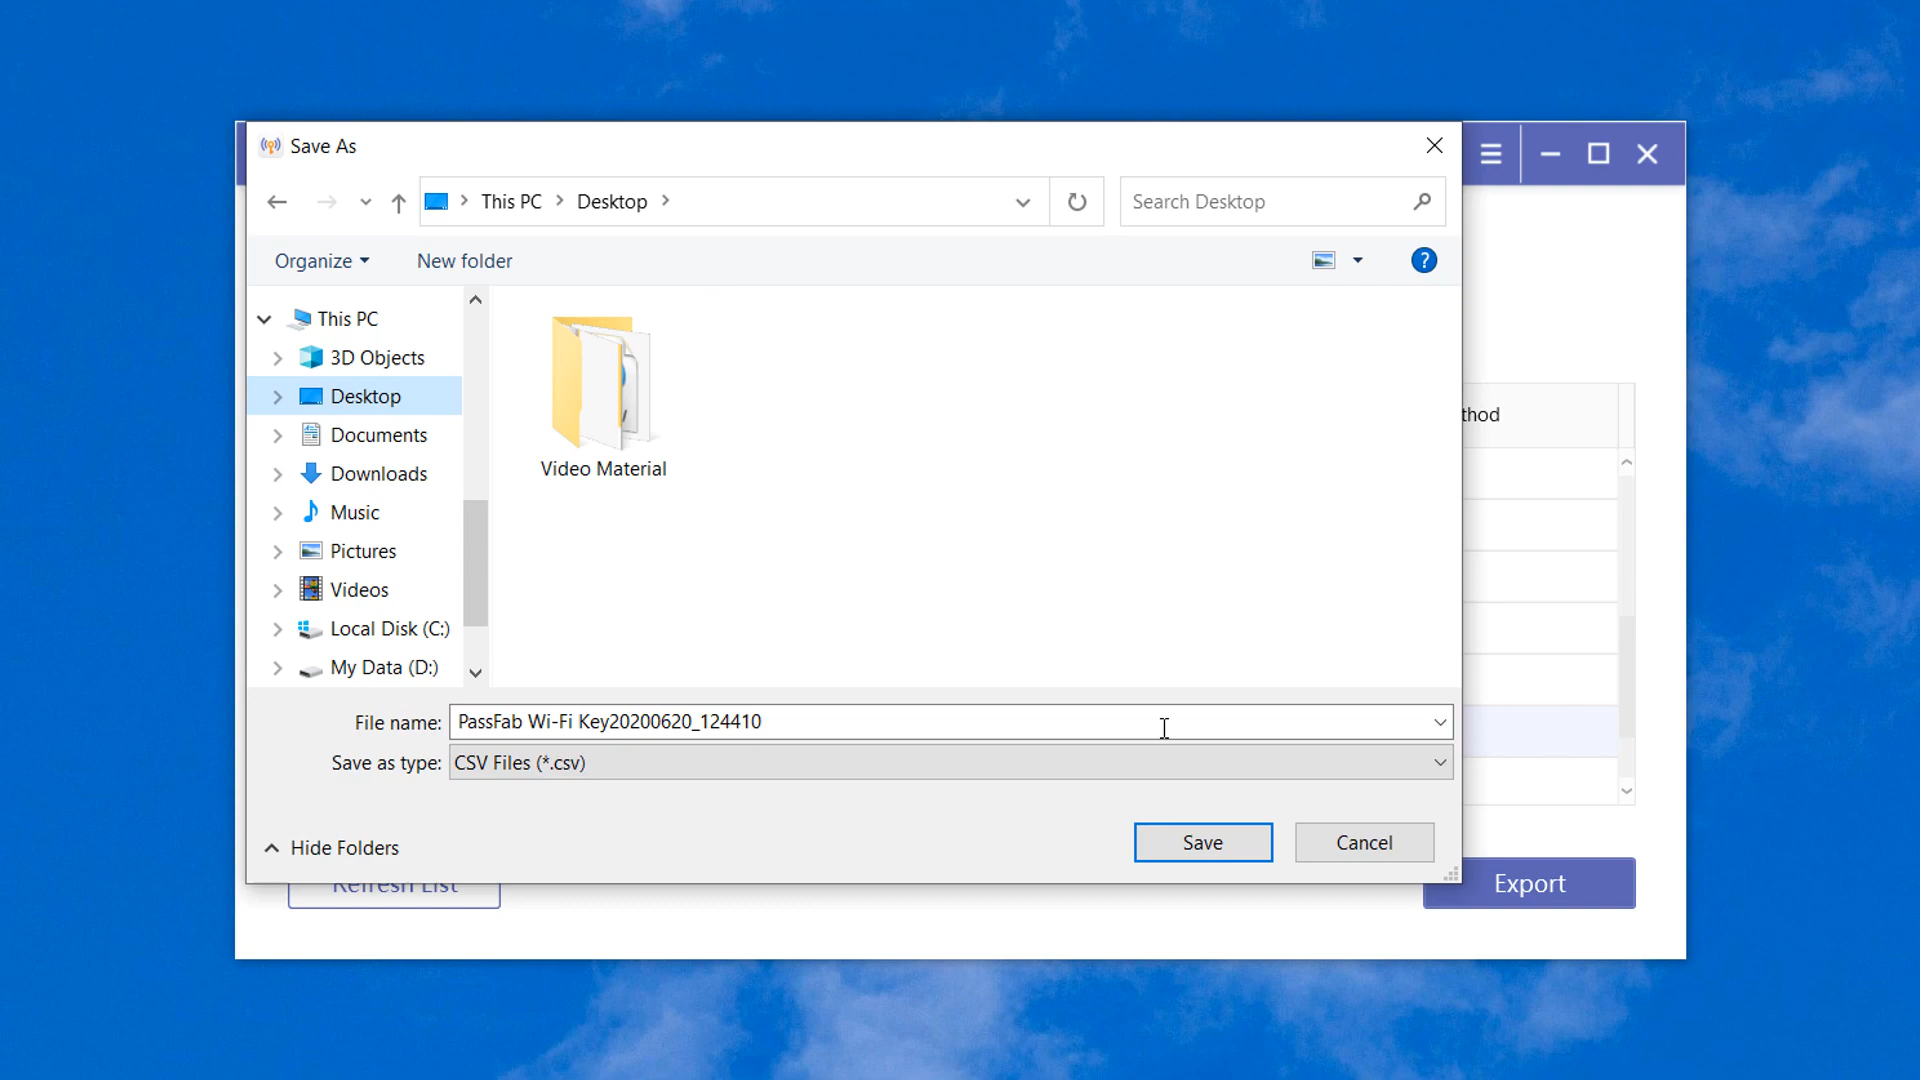 Save As
This PC
Desktop
Search Desktop
Organize
New folder
?
This PC
3D Objects
Desktop
Documents
Downloads
Music
Pictures
Videos
Local Disk (C:)
My Data (D:)
Video Material
thod
File name: PassFab Wi-Fi Key20200620_124410
Save as type: CSV Files (*.csv)
Hide Folders
Save
Cancel
Refresh List
Export